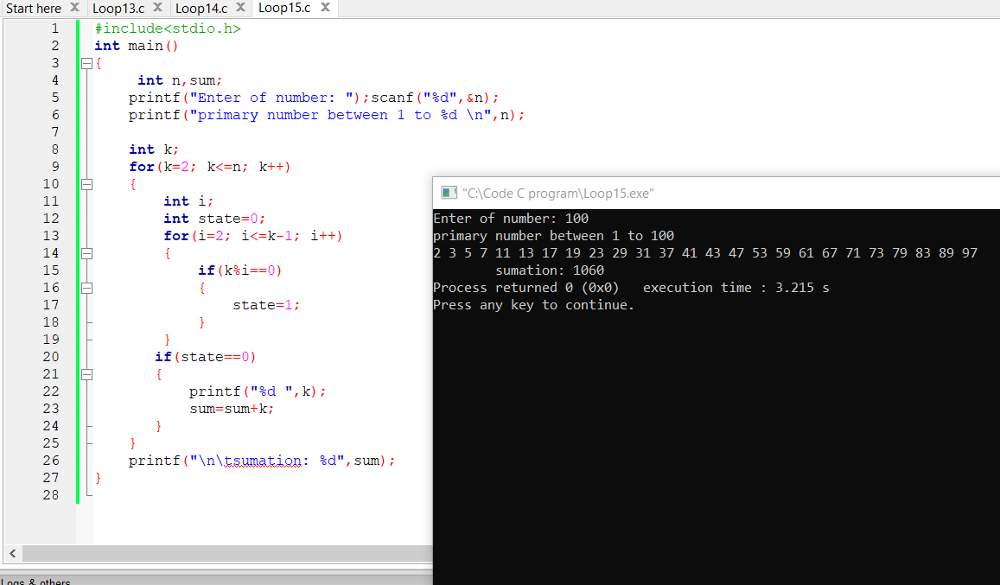 Start here Loop13.c Loop14.c Loop15.c
1 #include<stdio.h>
2 int main()
3 {
4 int n,sum;
5 printf("Enter of number: ");scanf("%d",&n);
6 printf("primary number between 1 to %d \n",n);
7
8 int k;
9 for(k=2; k<=n; k++)
10 {
11 int i;
12 int state=0;
13 for(i=2; i<=k-1; i++)
14 {
15 if(k%i==0)
16 {
17 state=1;
18 }
19 }
20 if(state==0)
21 {
22 printf("%d ",k);
23 sum=sum+k;
24 }
25 }
26 printf("\n\tsumation: %d",sum);
27 }
28
"C:\Code C program\Loop15.exe"
Enter of number: 100
primary number between 1 to 100
2 3 5 7 11 13 17 19 23 29 31 37 41 43 47 53 59 61 67 71 73 79 83 89 97
sumation: 1060
Process returned 0 (0x0) execution time : 3.215 s
Press any key to continue.
Logs & others